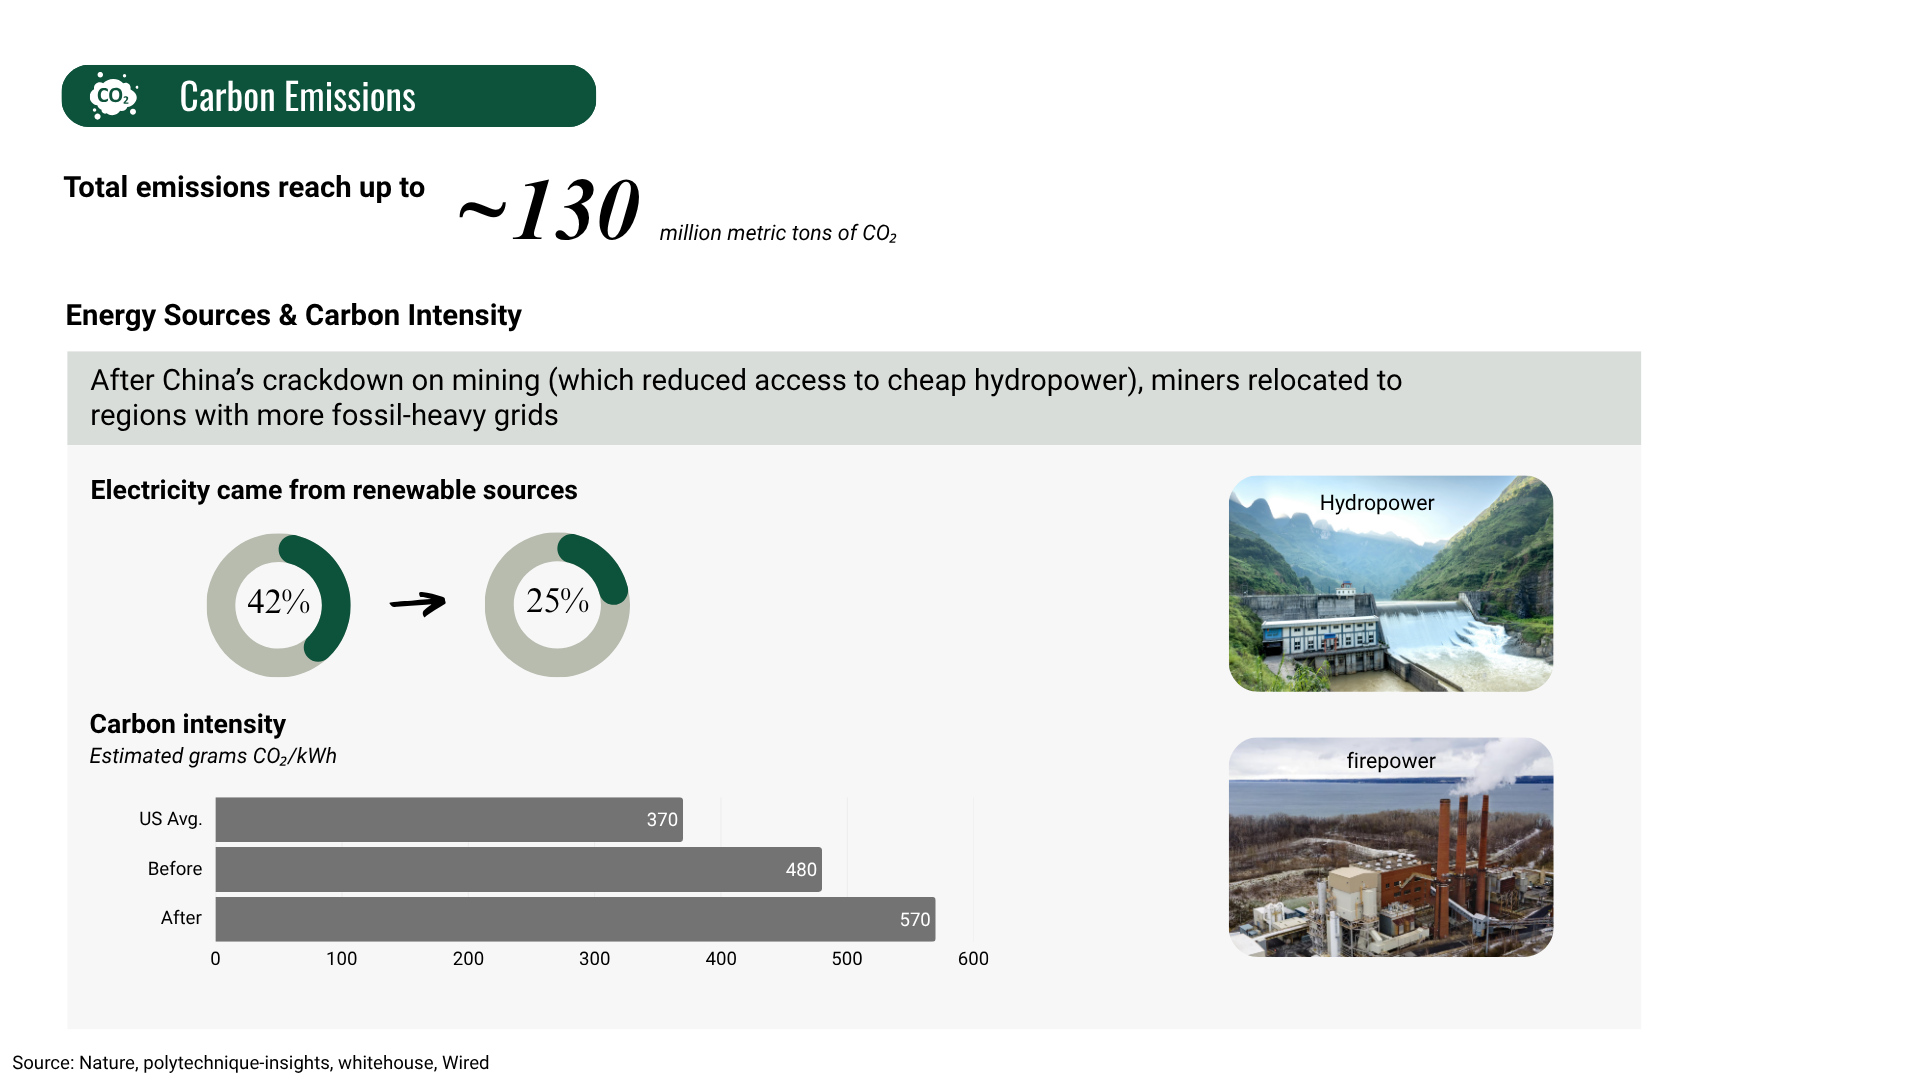 CO₂
Carbon Emissions
Total emissions reach up to
~130
million metric tons of CO₂
Energy Sources & Carbon Intensity
After China’s crackdown on mining (which reduced access to cheap hydropower), miners relocated to
regions with more fossil-heavy grids
Electricity came from renewable sources
42%
25%
Carbon intensity
Estimated grams CO₂/kWh
US Avg.
370
Before
480
After
570
0 100 200 300 400 500 600
Hydropower
firepower
Source: Nature, polytechnique-insights, whitehouse, Wired